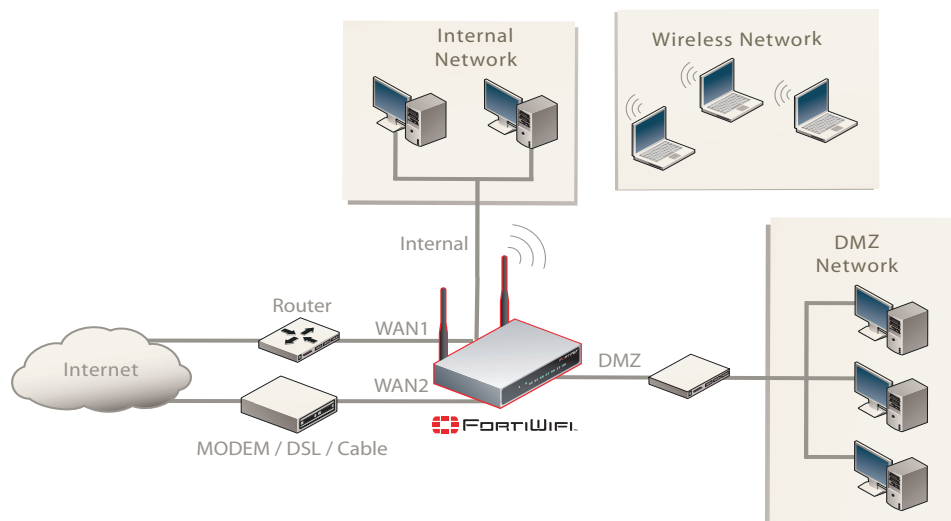 Internal
Network
Wireless Network
Internal
DMZ
Network
Router
WAN1
Internet
DMZ
WAN2
FORTIWIFI
MODEM / DSL / Cable